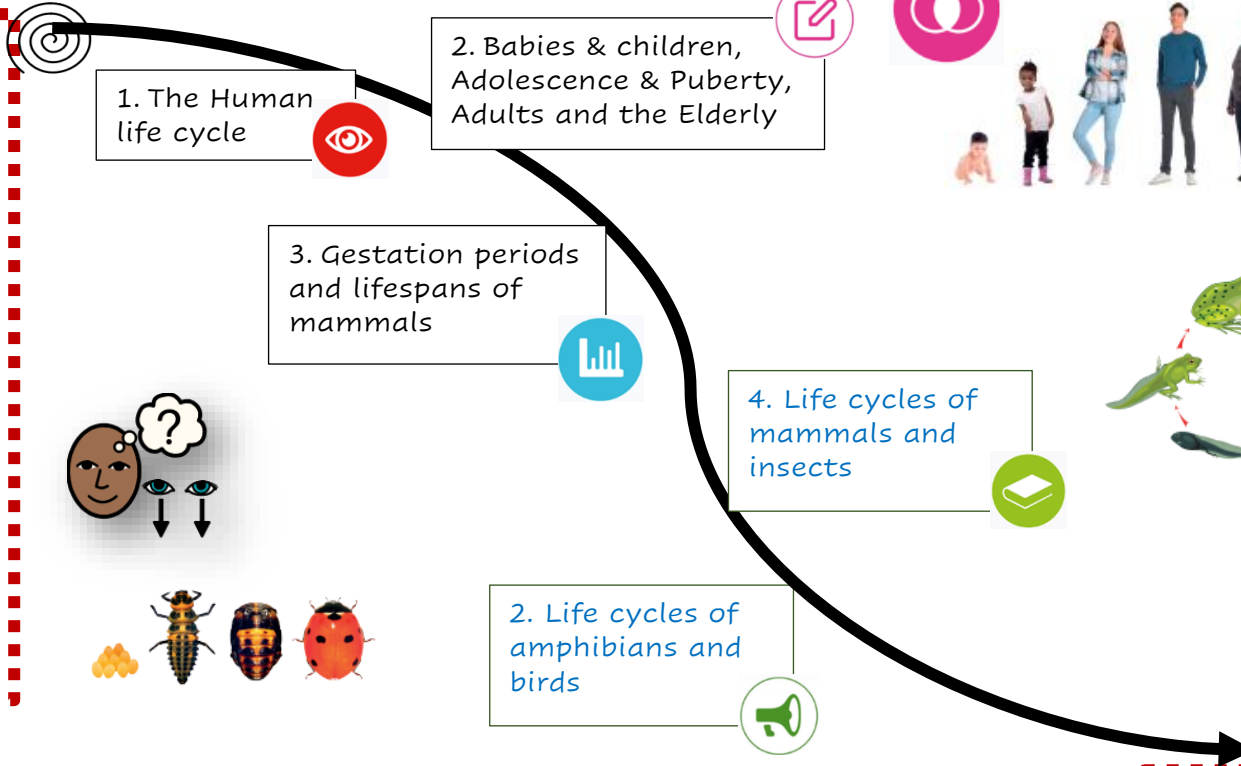 1. The Human
life cycle
2. Babies & children,
Adolescence & Puberty,
Adults and the Elderly
3. Gestation periods
and lifespans of
mammals
4. Life cycles of
mammals and
insects
2. Life cycles of
amphibians and
birds
?